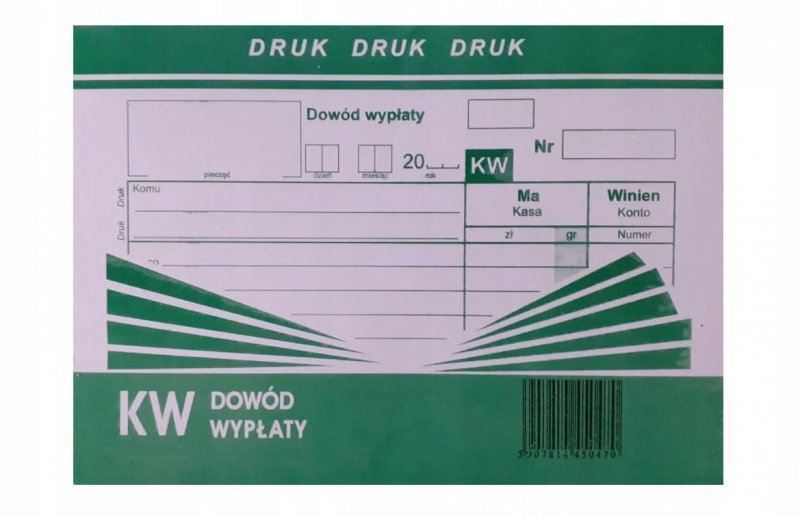 DRUK DRUK DRUK
Dowód wypłaty
Nr
20
KW
pieczęć
dzień
miesiąc
rok
Druk
Druk
Komu
Ma
Kasa
Winien
Konto
zł
gr
Numer
KW
DOWÓD
WYPŁATY
5907814450470